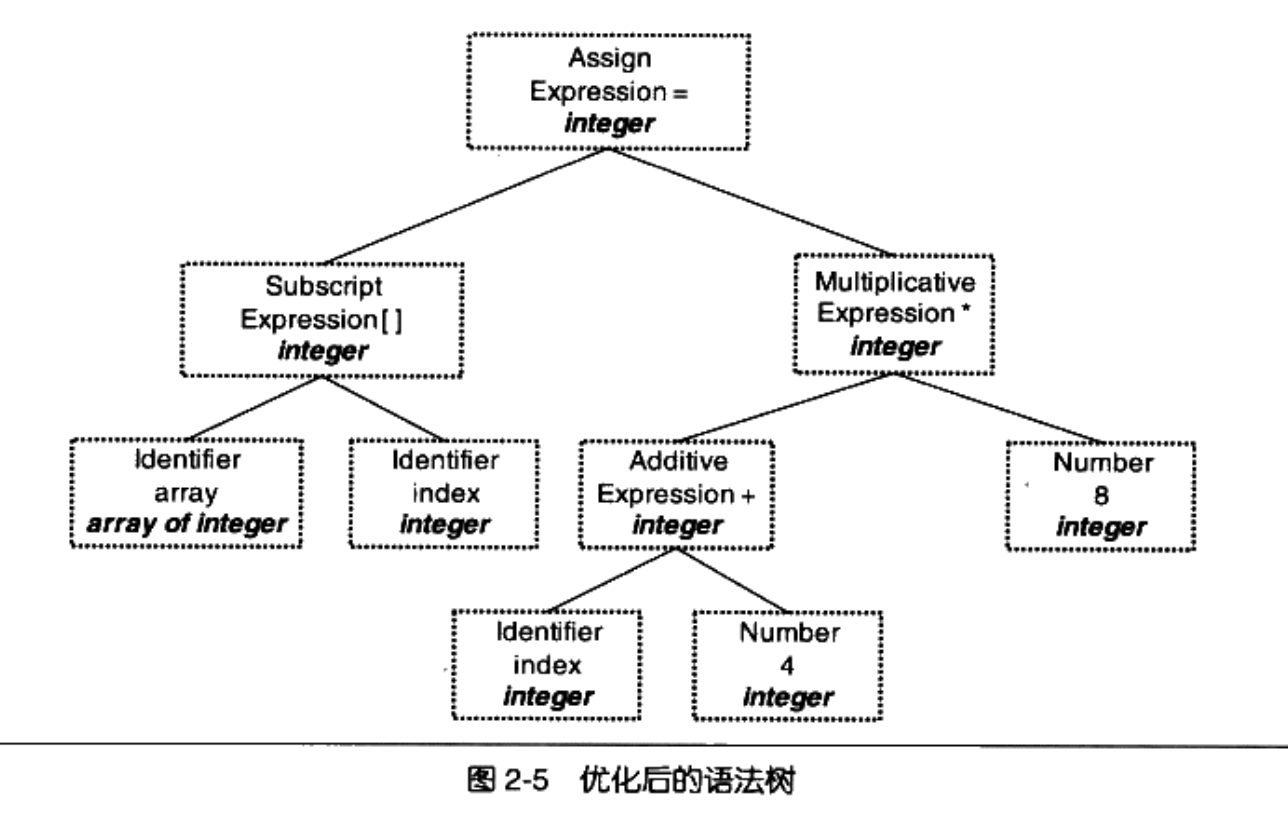 Assign
Expression =
integer
Subscript
Expression[ ]
integer
Multiplicative
Expression *
integer
Identifier
array
array of integer
Identifier
index
integer
Additive
Expression +
integer
Number
8
integer
Identifier
index
integer
Number
4
integer
图 2-5 优化后的语法树